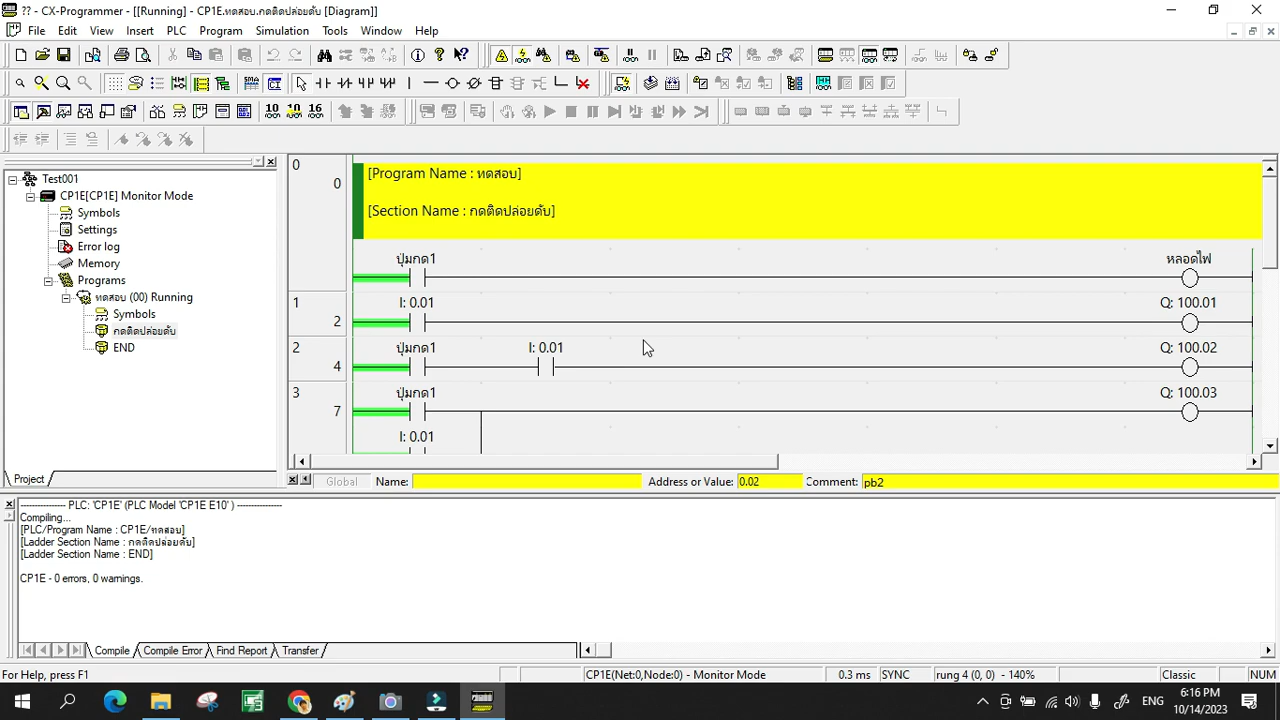 ?? - CX-Programmer - [[Running] - CP1E.ทดสอบ.กดติดปล่อยดับ [Diagram]]
File Edit View Insert PLC Program Simulation Tools Window Help
10 10 16
Test001
CP1E[CP1E] Monitor Mode
Symbols
Settings
Error log
Memory
Programs
ทดสอบ (00) Running
Symbols
กดติดปล่อยดับ
END
Project
0
0
[Program Name : ทดสอบ]
[Section Name : กดติดปล่อยดับ]
ปุ่มกด1 หลอดไฟ
1 I: 0.01 Q: 100.01
2
2 ปุ่มกด1 I: 0.01 Q: 100.02
4
3 ปุ่มกด1 Q: 100.03
7
I: 0.01
Global Name: Address or Value: 0.02 Comment: pb2
--------------- PLC: 'CP1E' (PLC Model 'CP1E E10' ) ---------------
Compiling...
[PLC/Program Name : CP1E/ทดสอบ]
[Ladder Section Name : กดติดปล่อยดับ]
[Ladder Section Name : END]
CP1E - 0 errors, 0 warnings.
Compile Compile Error Find Report Transfer
For Help, press F1 CP1E(Net:0,Node:0) - Monitor Mode 0.3 ms SYNC rung 4 (0, 0) - 140% Classic NUM
ENG 6:16 PM
10/14/2023